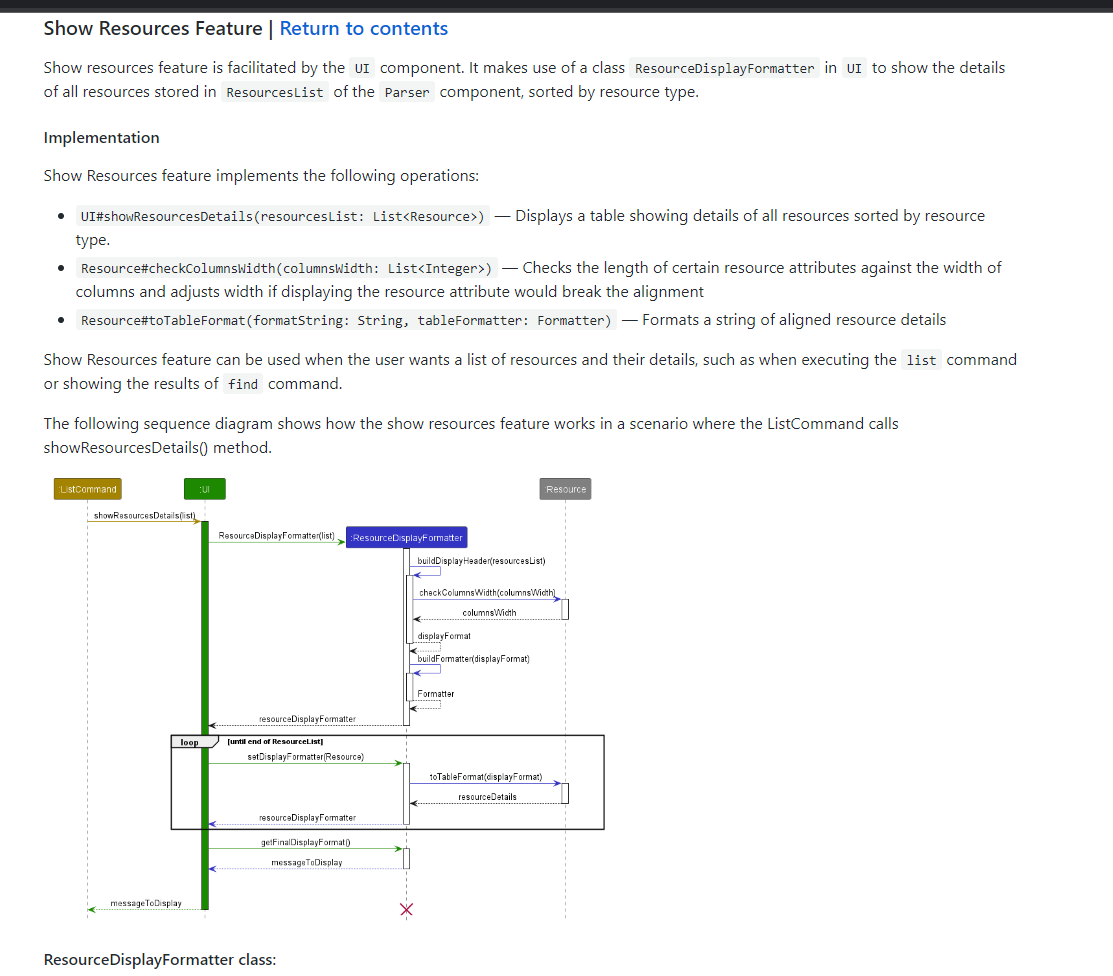 Show Resources Feature | Return to contents
Show resources feature is facilitated by the UI component. It makes use of a class ResourceDisplayFormatter in UI to show the details
of all resources stored in ResourcesList of the Parser component, sorted by resource type.
Implementation
Show Resources feature implements the following operations:
• UI#showResourcesDetails(resourcesList: List<Resource>) — Displays a table showing details of all resources sorted by resource
type.
• Resource#checkColumnsWidth(columnsWidth: List<Integer>) — Checks the length of certain resource attributes against the width of
columns and adjusts width if displaying the resource attribute would break the alignment
• Resource#toTableFormat(formatString: String, tableFormatter: Formatter) — Formats a string of aligned resource details
Show Resources feature can be used when the user wants a list of resources and their details, such as when executing the list command
or showing the results of find command.
The following sequence diagram shows how the show resources feature works in a scenario where the ListCommand calls
showResourcesDetails() method.
:ListCommand
:UI
:Resource
showResourcesDetails(list)
ResourceDisplayFormatter(list)
:ResourceDisplayFormatter
buildDisplayHeader(resourcesList)
checkColumnsWidth(columnsWidth)
columnsWidth
displayFormat
buildFormatter(displayFormat)
Formatter
resourceDisplayFormatter
loop
[until end of ResourceList]
setDisplayFormatter(Resource)
toTableFormat(displayFormat)
resourceDetails
resourceDisplayFormatter
getFinalDisplayFormat()
messageToDisplay
messageToDisplay
ResourceDisplayFormatter class: